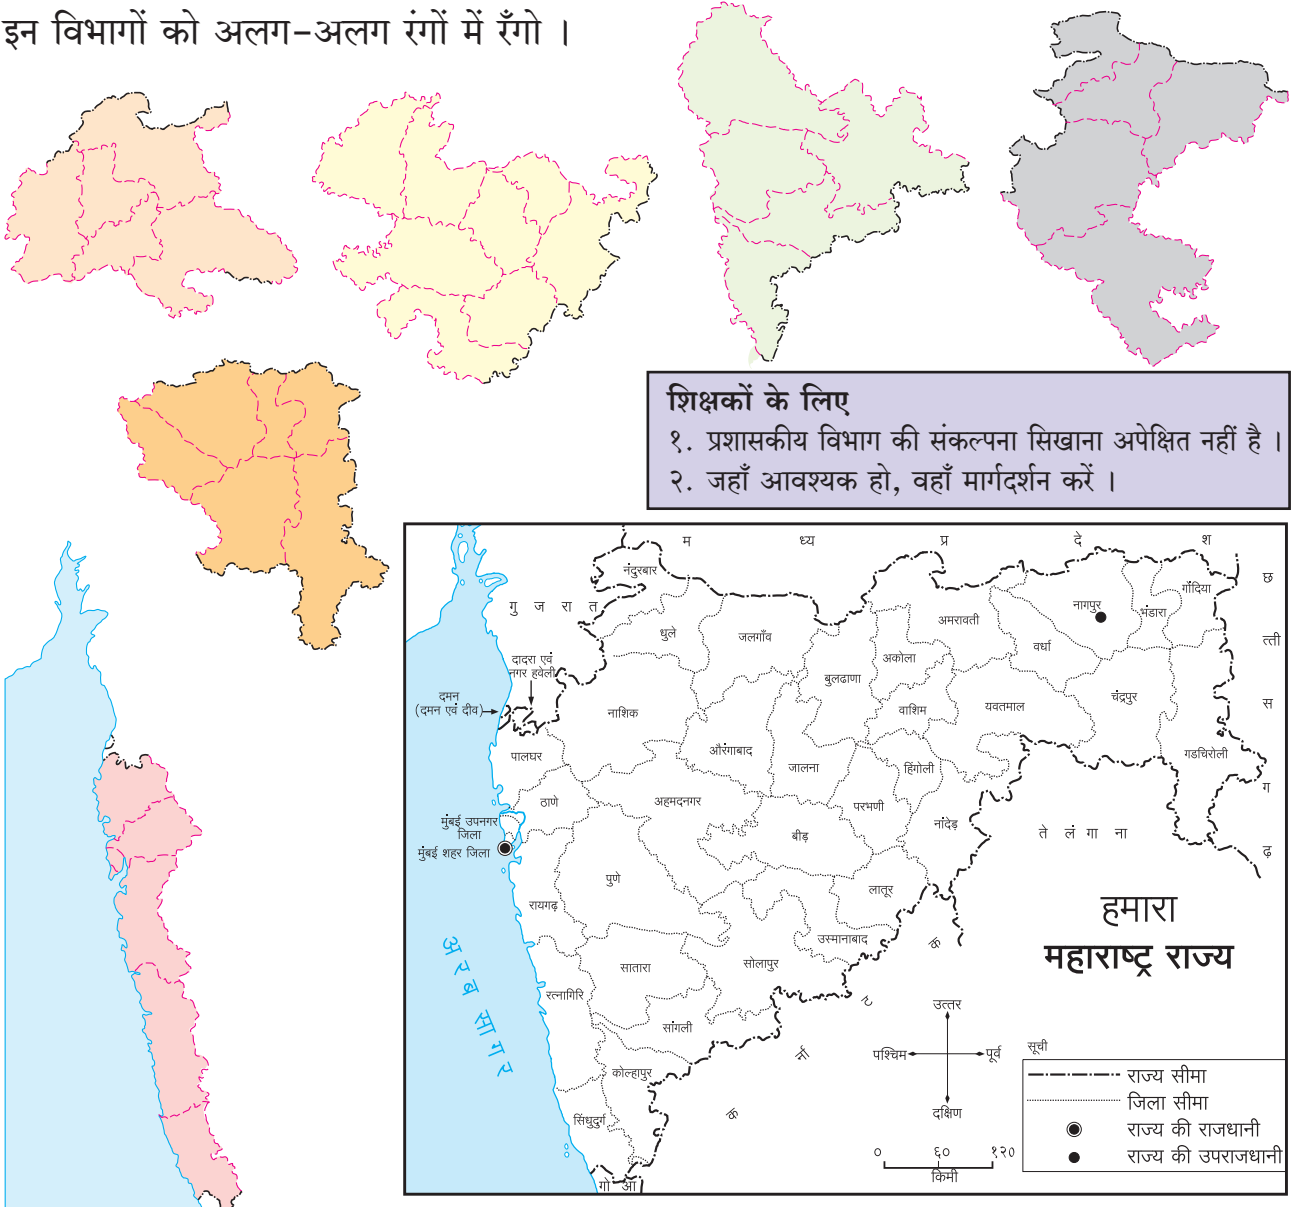 इन विभागों को अलग-अलग रंगों में रँगो ।
शिक्षकों के लिए
१. प्रशासकीय विभाग की संकल्पना सिखाना अपेक्षित नहीं है ।
२. जहाँ आवश्यक हो, वहाँ मार्गदर्शन करें ।
म ध्य प्र दे श
छ त्ती स ग ढ़
गु ज रा त
नंदुरबार
धुले
जलगाँव
अमरावती
नागपुर
भंडारा
गोंदिया
वर्धा
अकोला
बुलढाणा
दादरा एवं
नगर हवेली
दमन
(दमन एवं दीव)
नाशिक
वाशिम
यवतमाल
चंद्रपुर
गडचिरोली
पालघर
औरंगाबाद
जालना
हिंगोली
ठाणे
अहमदनगर
परभणी
नांदेड़
मुंबई उपनगर
जिला
मुंबई शहर जिला
बीड़
ते लं गा ना
पुणे
लातूर
रायगढ़
उस्मानाबाद
हमारा
महाराष्ट्र राज्य
सातारा
सोलापुर
रत्नागिरि
सांगली
कोल्हापुर
सिंधुदुर्ग
अ र ब सा ग र
क र्ना ट क
गो आ
उत्तर
पश्चिम
पूर्व
दक्षिण
० ६० १२०
किमी
सूची
राज्य सीमा
जिला सीमा
राज्य की राजधानी
राज्य की उपराजधानी